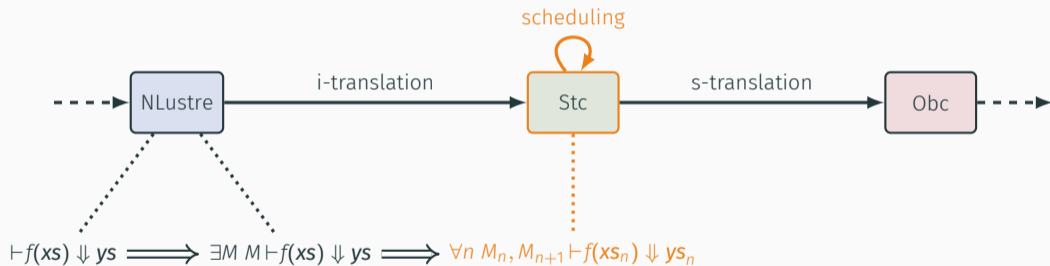 scheduling
i-translation
s-translation
NLustre
Stc
Obc
⊢f(xs) ⇓ ys ⟹ ∃M M ⊢f(xs) ⇓ ys ⟹ ∀n Mₙ, Mₙ₊₁ ⊢f(xsₙ) ⇓ ysₙ